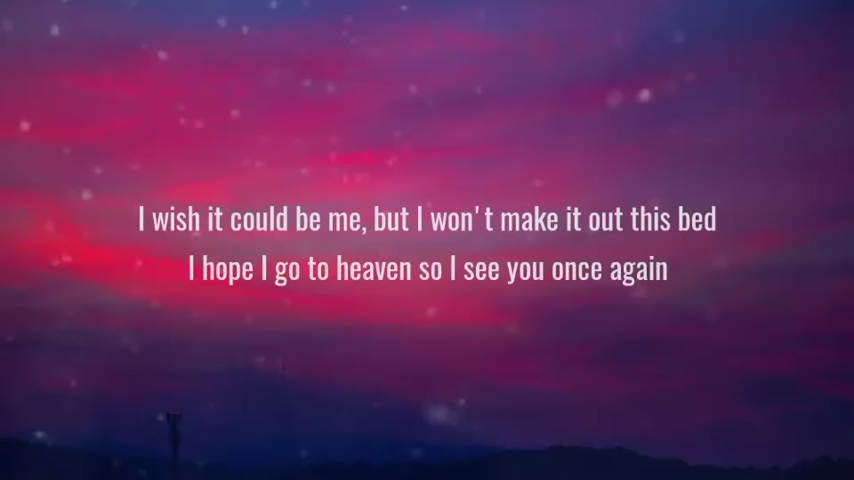 I wish it could be me, but I won't make it out this bed
I hope I go to heaven so I see you once again